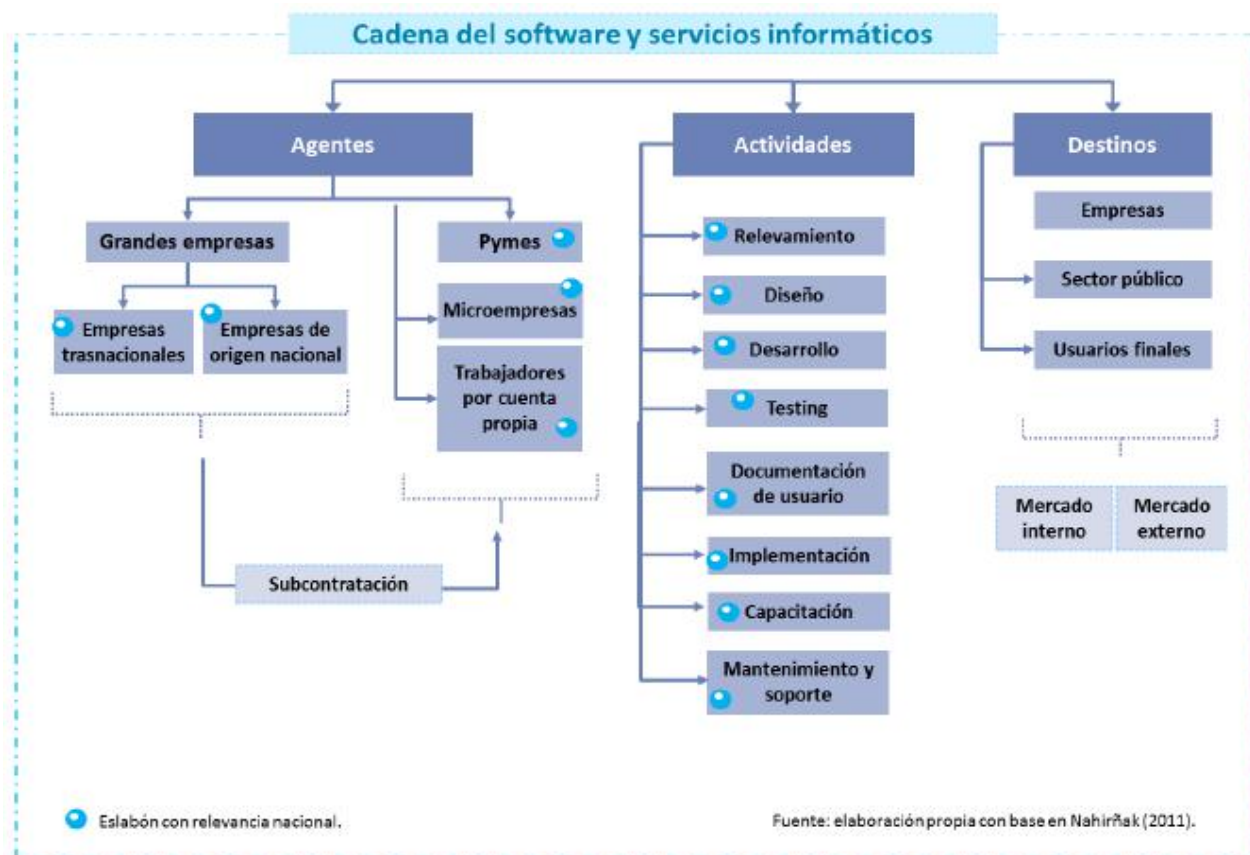 Cadena del software y servicios informáticos
Agentes
Actividades
Destinos
Grandes empresas
Pymes
Empresas
trasnacionales
Empresas de
origen nacional
Microempresas
Trabajadores
por cuenta
propia
Subcontratación
Relevamiento
Diseño
Desarrollo
Testing
Documentación
de usuario
Implementación
Capacitación
Mantenimiento y
soporte
Empresas
Sector público
Usuarios finales
Mercado
interno
Mercado
externo
Eslabón con relevancia nacional.
Fuente: elaboración propia con base en Nahirñak (2011).